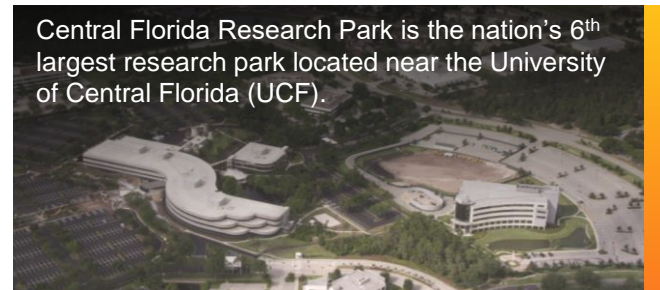 Central Florida Research Park is the nation’s 6th
largest research park located near the University
of Central Florida (UCF).